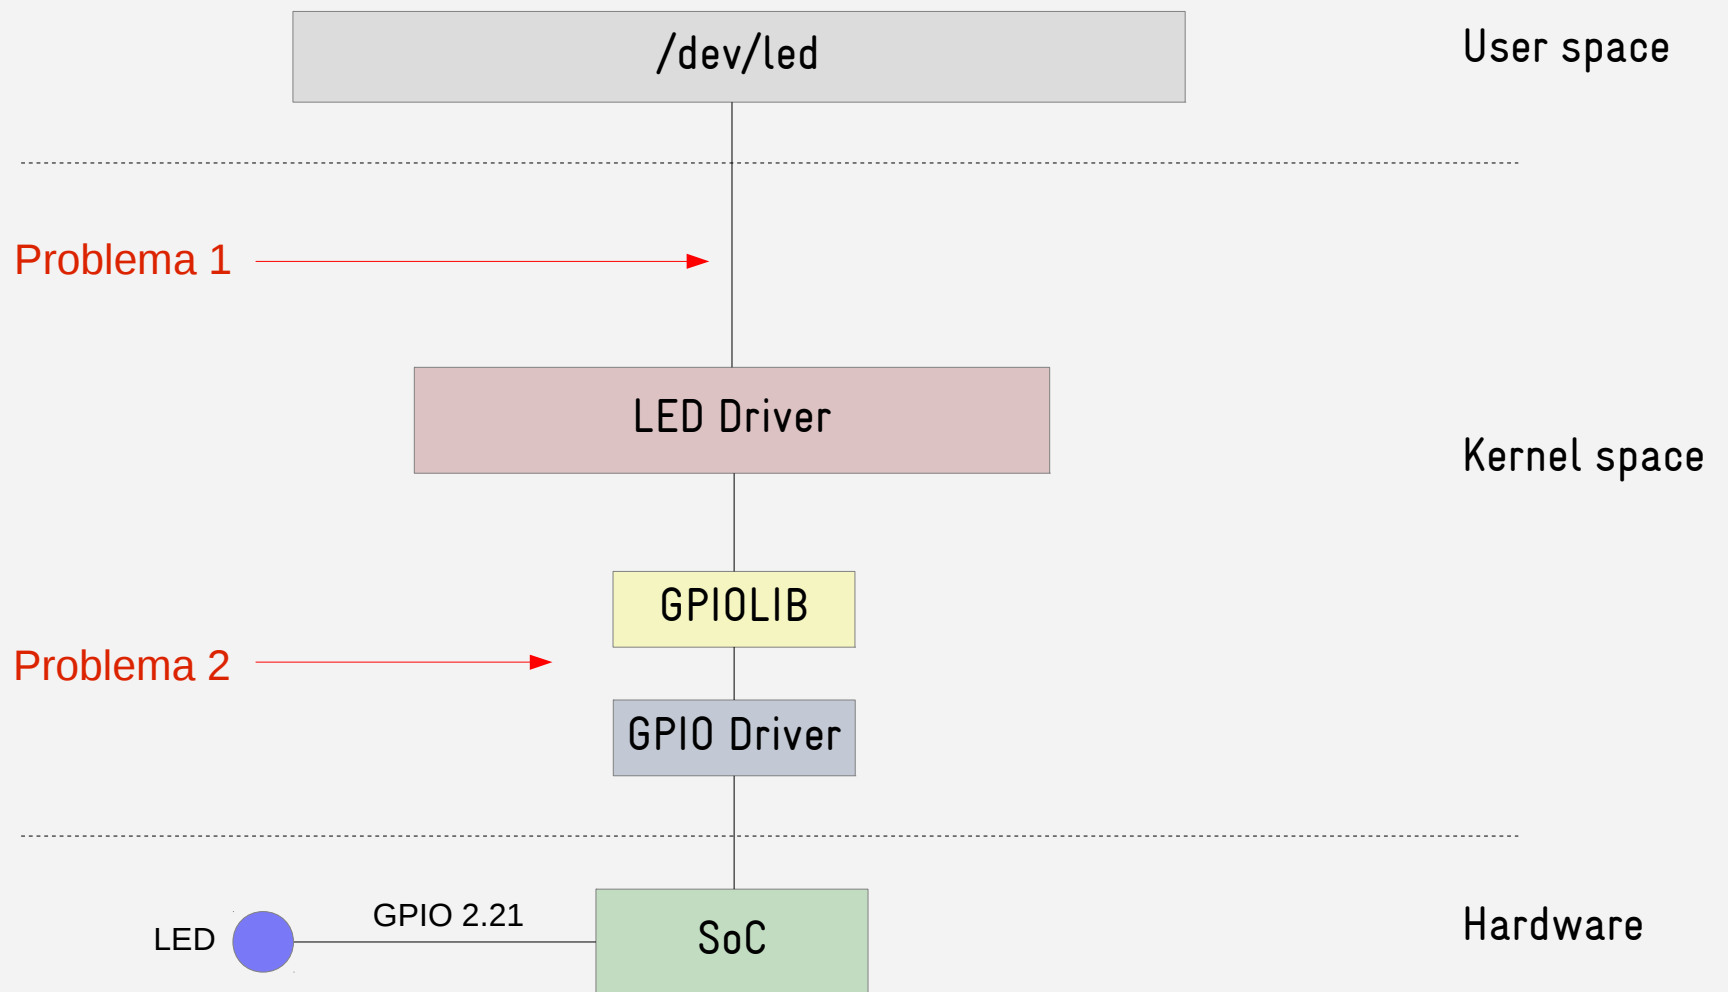 /dev/led
User space
Problema 1
LED Driver
Kernel space
GPIOLIB
Problema 2
GPIO Driver
LED
GPIO 2.21
SoC
Hardware